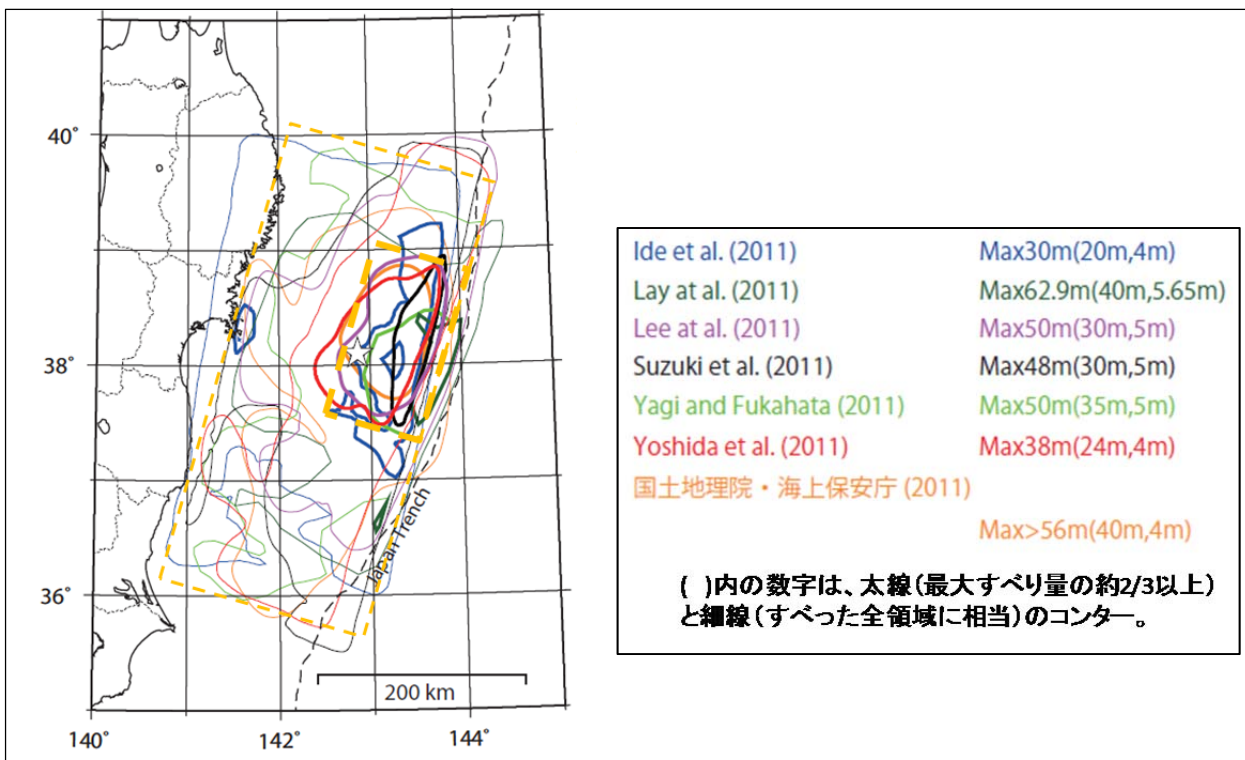 40˚
38˚
36˚
140˚
142˚
144˚
Japan Trench
200 km
Ide et al. (2011) Max30m(20m,4m)
Lay at al. (2011) Max62.9m(40m,5.65m)
Lee at al. (2011) Max50m(30m,5m)
Suzuki et al. (2011) Max48m(30m,5m)
Yagi and Fukahata (2011) Max50m(35m,5m)
Yoshida et al. (2011) Max38m(24m,4m)
国土地理院・海上保安庁 (2011)
Max>56m(40m,4m)
( )内の数字は、太線(最大すべり量の約2/3以上)
と細線(すべった全領域に相当)のコンター。